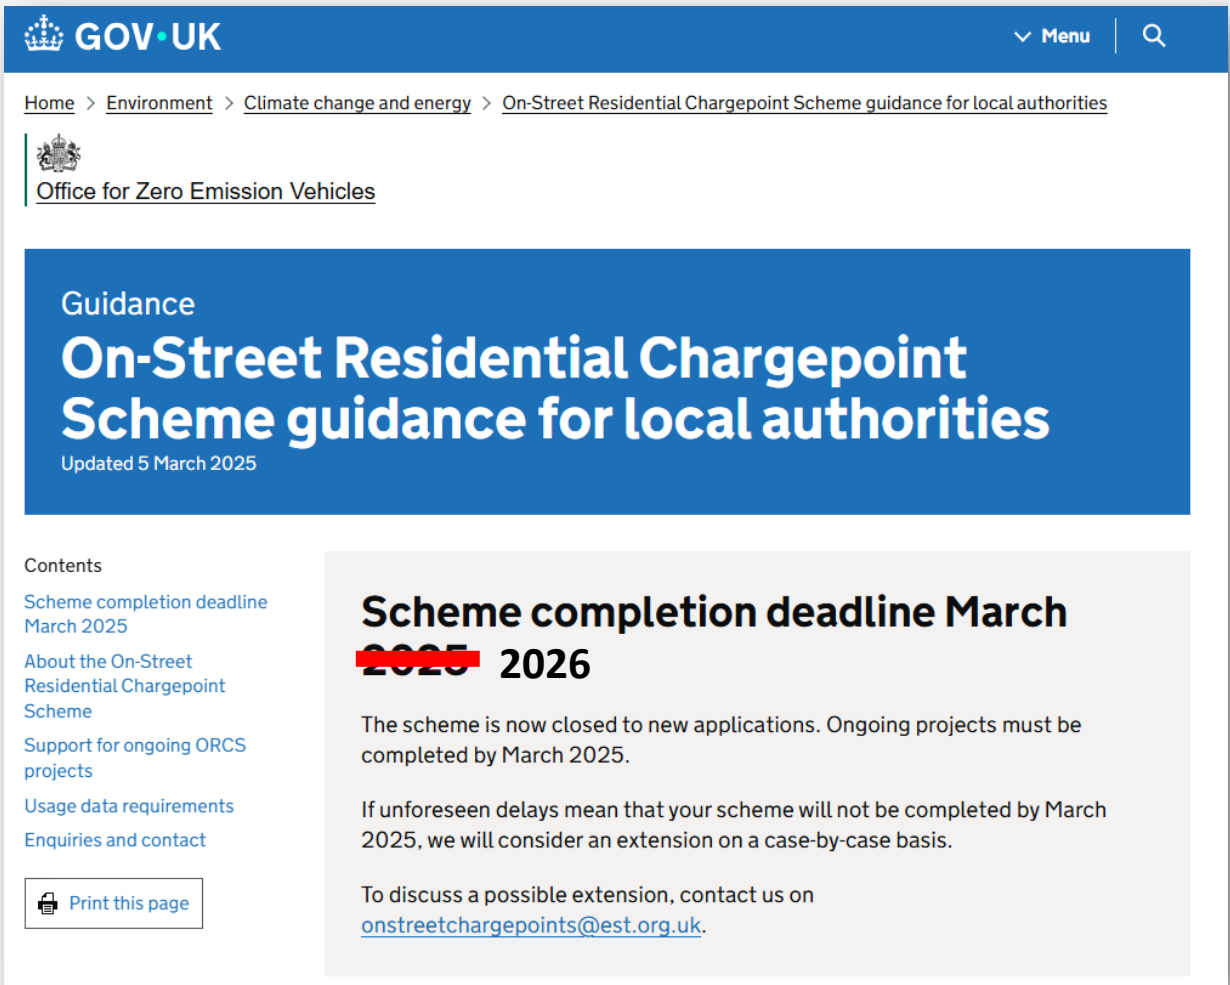 GOV·UK
Menu
Home > Environment > Climate change and energy > On-Street Residential Chargepoint Scheme guidance for local authorities
Office for Zero Emission Vehicles
Guidance
On-Street Residential Chargepoint
Scheme guidance for local authorities
Updated 5 March 2025
Contents
Scheme completion deadline
March 2025
About the On-Street
Residential Chargepoint
Scheme
Support for ongoing ORCS
projects
Usage data requirements
Enquiries and contact
Print this page
Scheme completion deadline March
2025 2026
The scheme is now closed to new applications. Ongoing projects must be
completed by March 2025.
If unforeseen delays mean that your scheme will not be completed by March
2025, we will consider an extension on a case-by-case basis.
To discuss a possible extension, contact us on
onstreetchargepoints@est.org.uk.